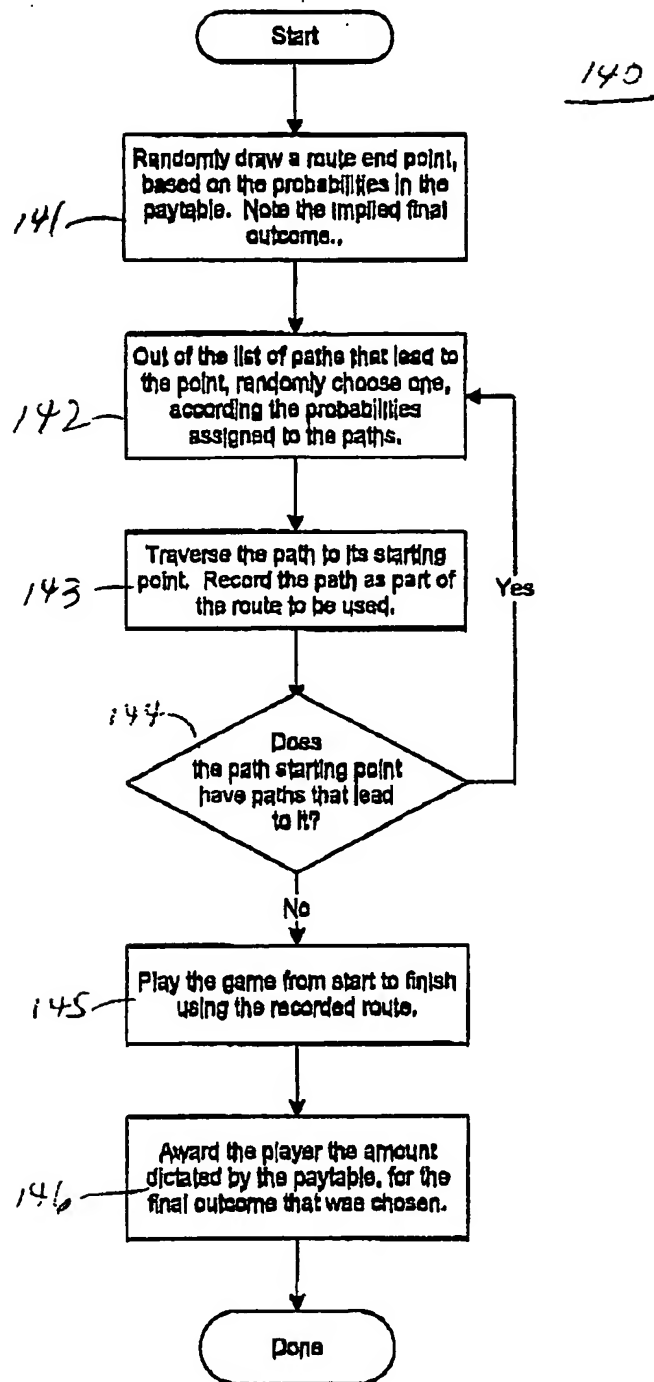 Start
140
Randomly draw a route end point,
based on the probabilities in the
paytable. Note the implied final
outcome.,
141
Out of the list of paths that lead to
the point, randomly choose one,
according the probabilities
assigned to the paths.
142
Traverse the path to its starting
point. Record the path as part of
the route to be used.
143
Yes
144
Does
the path starting point
have paths that lead
to it?
No
Play the game from start to finish
using the recorded route.
145
Award the player the amount
dictated by the paytable, for the
final outcome that was chosen.
146
Done